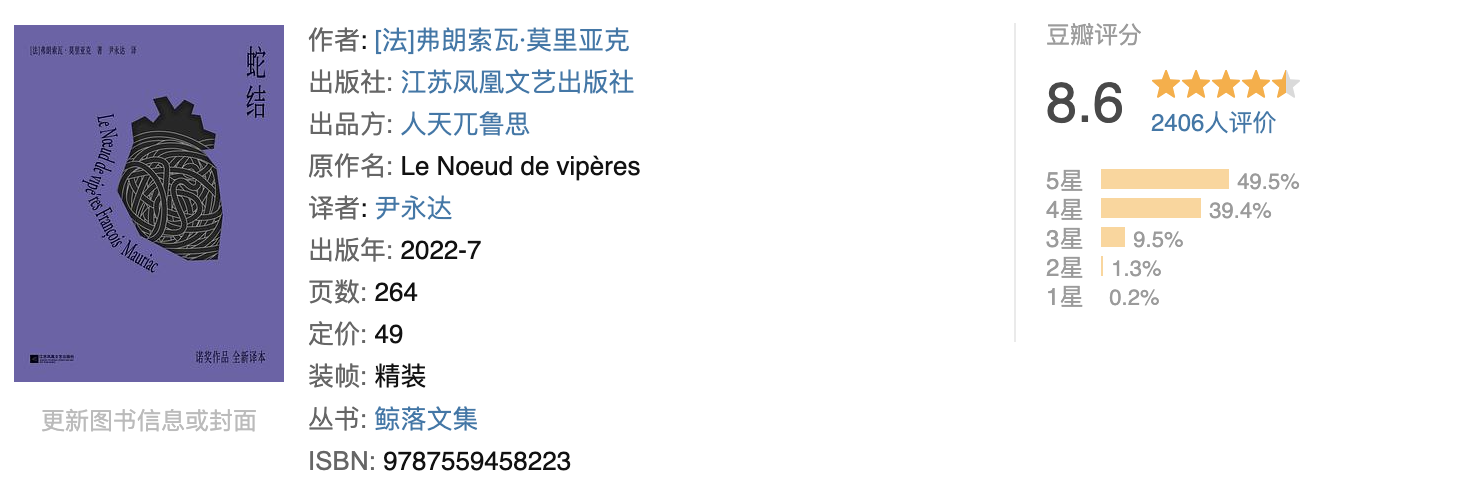 [法]弗朗索瓦·莫里亚克 著 尹永达 译
蛇结
Le Nœud de vipères François Mauriac
诺奖作品 全新译本
更新图书信息或封面
作者: [法]弗朗索瓦·莫里亚克
出版社: 江苏凤凰文艺出版社
出品方: 人天兀鲁思
原作名: Le Noeud de vipères
译者: 尹永达
出版年: 2022-7
页数: 264
定价: 49
装帧: 精装
丛书: 鲸落文集
ISBN: 9787559458223
豆瓣评分
8.6
2406人评价
5星 49.5%
4星 39.4%
3星 9.5%
2星 1.3%
1星 0.2%